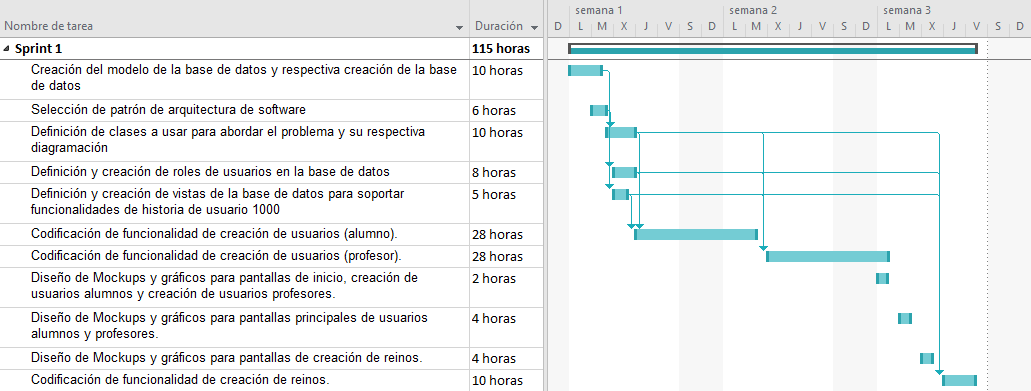 semana 1 semana 2 semana 3
Nombre de tarea Duración D L M X J V S D L M X J V S D L M X J V S D
Sprint 1 115 horas
Creación del modelo de la base de datos y respectiva creación de la base 10 horas
de datos
Selección de patrón de arquitectura de software 6 horas
Definición de clases a usar para abordar el problema y su respectiva 10 horas
diagramación
Definición y creación de roles de usuarios en la base de datos 8 horas
Definición y creación de vistas de la base de datos para soportar 5 horas
funcionalidades de historia de usuario 1000
Codificación de funcionalidad de creación de usuarios (alumno). 28 horas
Codificación de funcionalidad de creación de usuarios (profesor). 28 horas
Diseño de Mockups y gráficos para pantallas de inicio, creación de 2 horas
usuarios alumnos y creación de usuarios profesores.
Diseño de Mockups y gráficos para pantallas principales de usuarios 4 horas
alumnos y profesores.
Diseño de Mockups y gráficos para pantallas de creación de reinos. 4 horas
Codificación de funcionalidad de creación de reinos. 10 horas